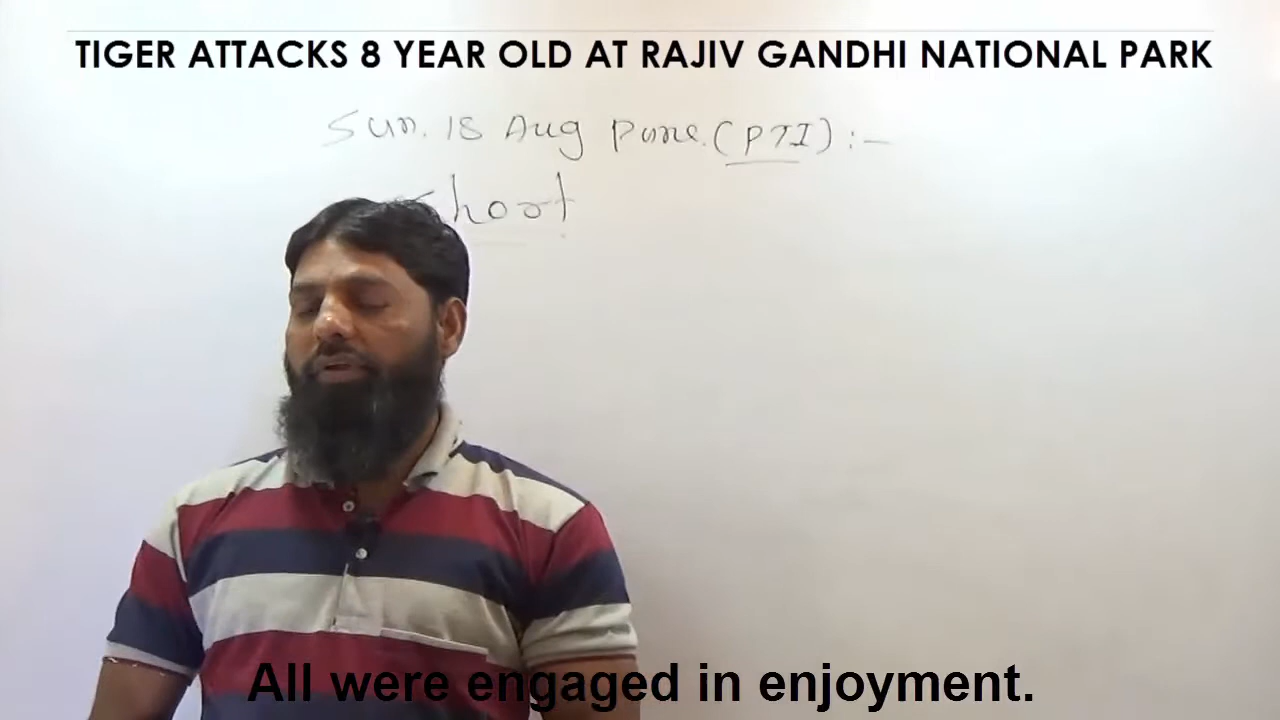 TIGER ATTACKS 8 YEAR OLD AT RAJIV GANDHI NATIONAL PARK
Sun. 18 Aug Pune. (PTI) :-
Short
All were engaged in enjoyment.